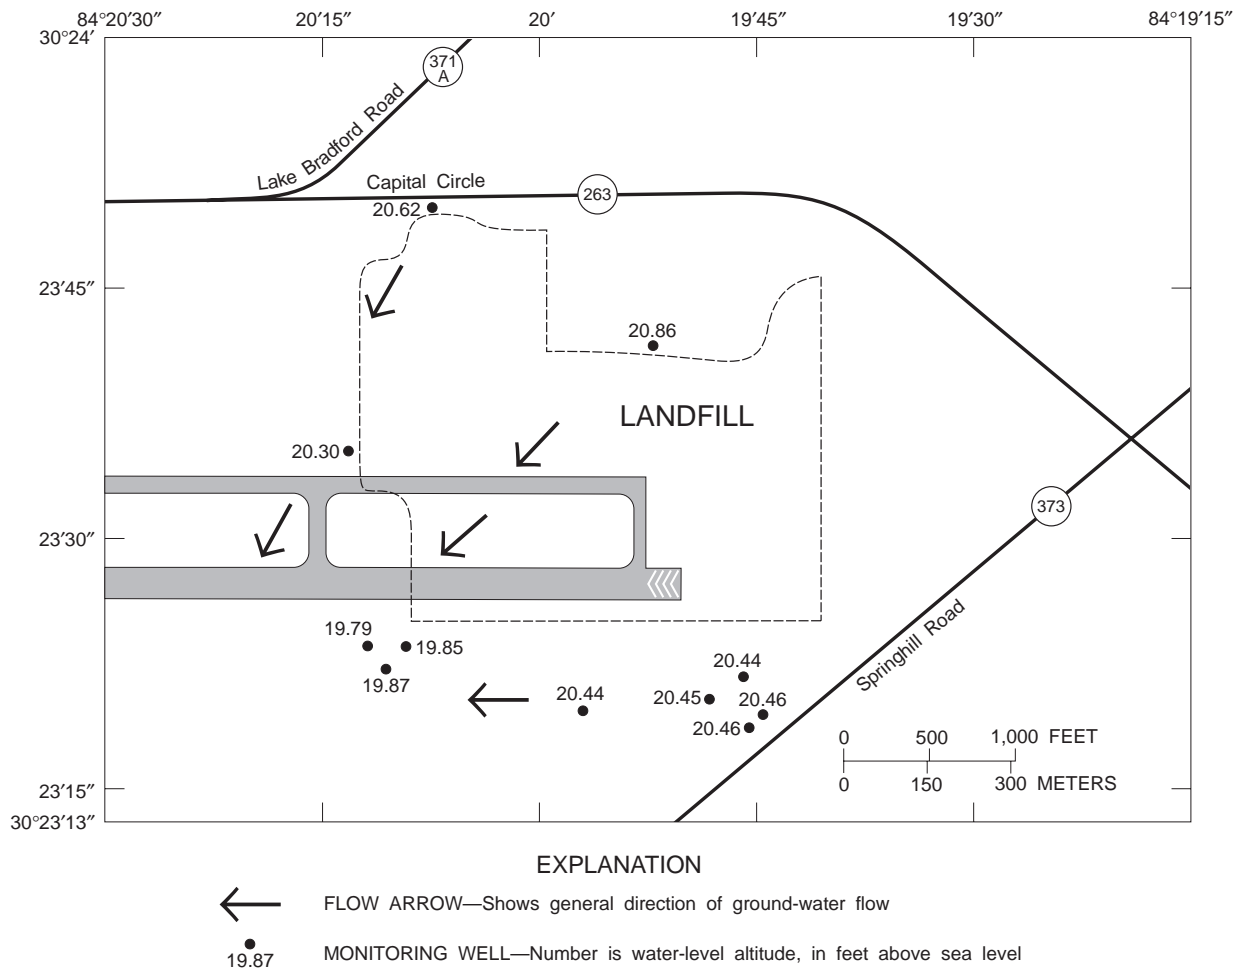 84°20′30″ 20′15″ 20′ 19′45″ 19′30″ 84°19′15″
30°24′
371
A
Lake Bradford Road
Capital Circle
263
20.62
23′45″
20.86
LANDFILL
20.30
373
23′30″
Springhill Road
19.79
19.85
19.87
20.44
20.44
20.45
20.46
20.46
0 500 1,000 FEET
0 150 300 METERS
23′15″
30°23′13″
EXPLANATION
FLOW ARROW—Shows general direction of ground-water flow
19.87
MONITORING WELL—Number is water-level altitude, in feet above sea level